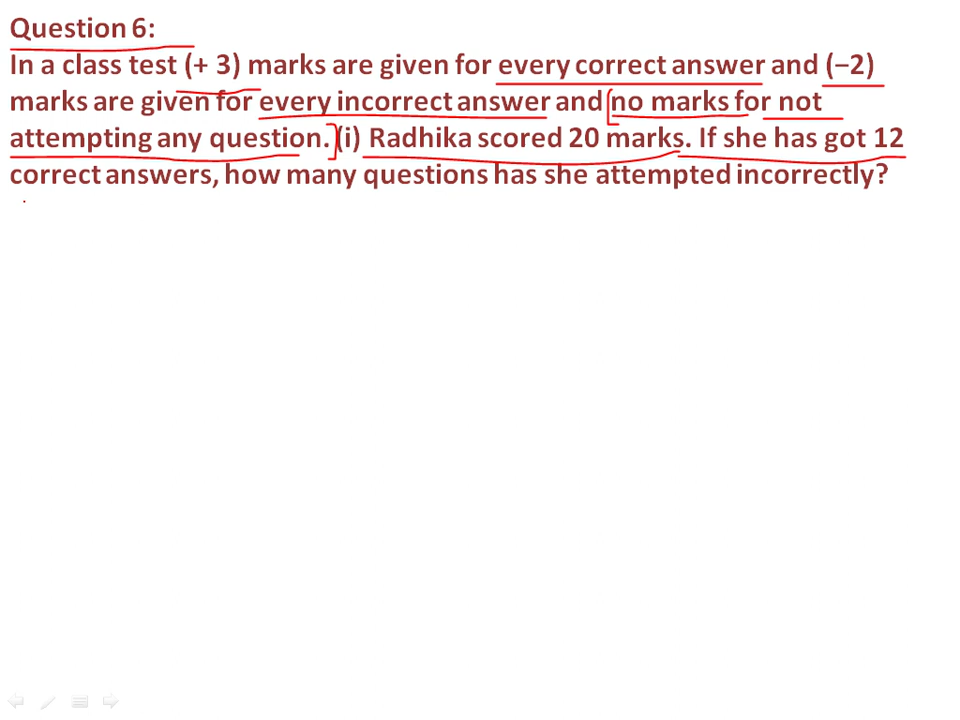 Question 6:
In a class test (+ 3) marks are given for every correct answer and (−2)
marks are given for every incorrect answer and no marks for not
attempting any question. (i) Radhika scored 20 marks. If she has got 12
correct answers, how many questions has she attempted incorrectly?